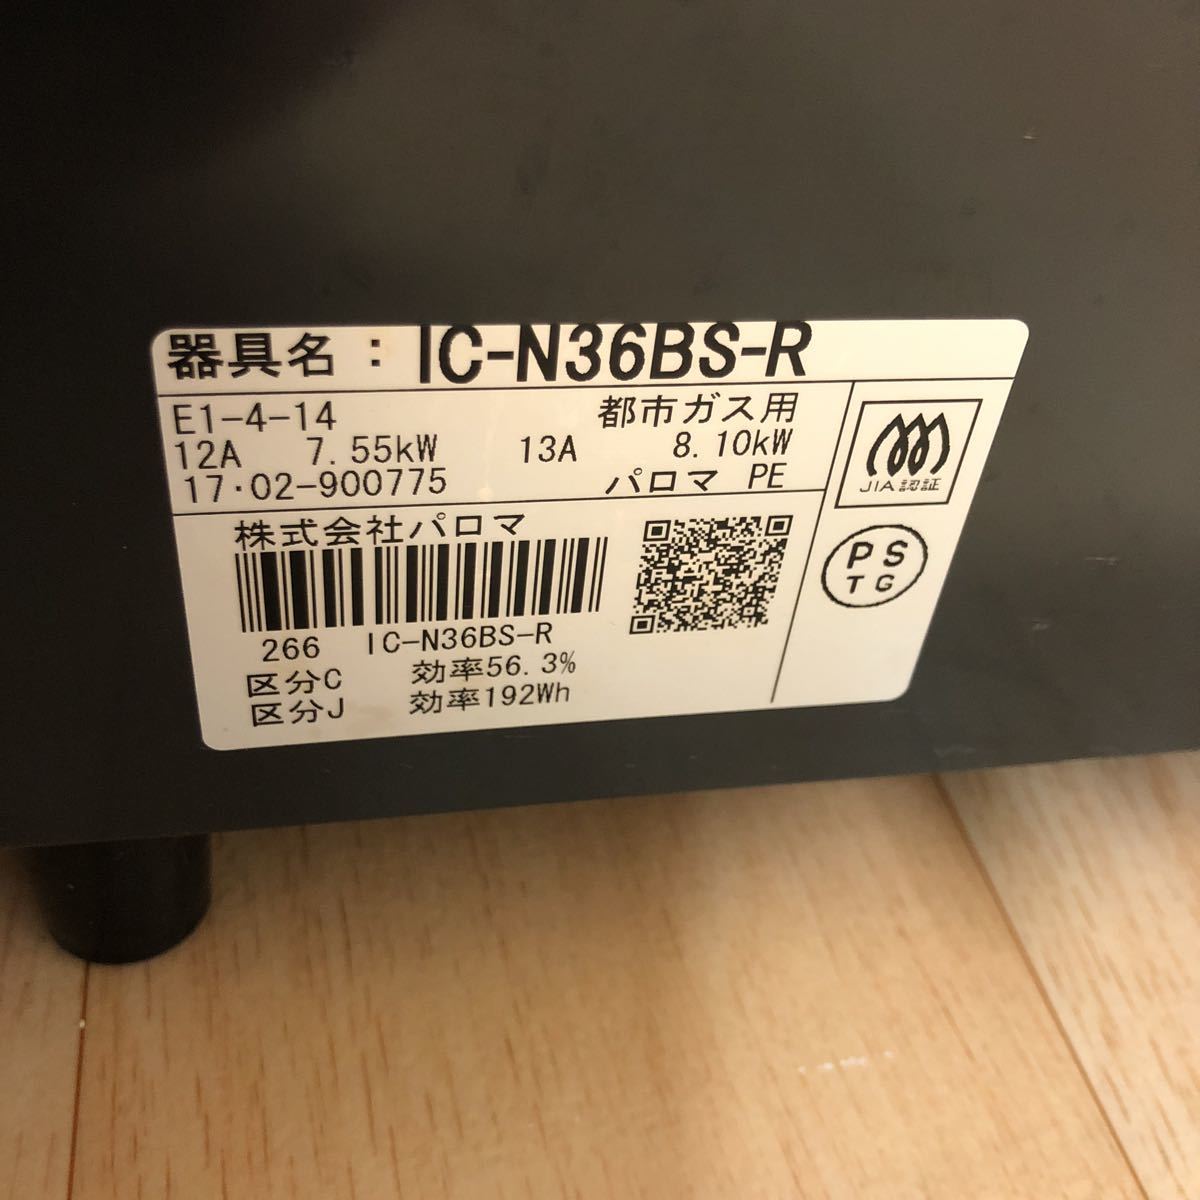 器具名 : IC-N36BS-R
E1-4-14 都市ガス用
12A 7.55kW 13A 8.10kW
17・02-900775 パロマ PE
JIA認証
株式会社パロマ
PS
TG
266 IC-N36BS-R
区分C 効率56.3%
区分J 効率192Wh